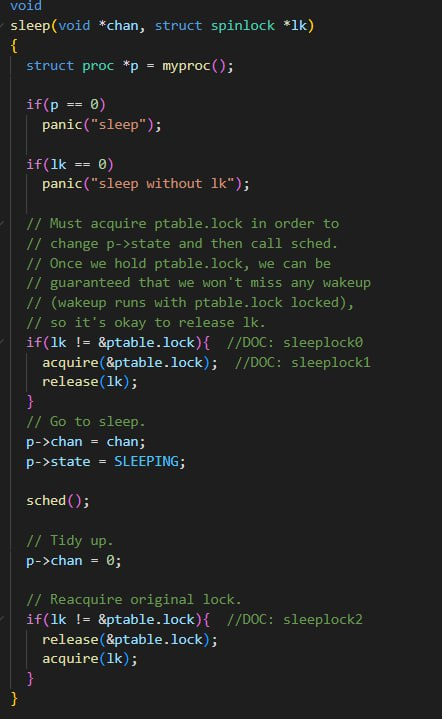 void
sleep(void *chan, struct spinlock *lk)
{
  struct proc *p = myproc();

  if(p == 0)
    panic("sleep");

  if(lk == 0)
    panic("sleep without lk");

  // Must acquire ptable.lock in order to
  // change p->state and then call sched.
  // Once we hold ptable.lock, we can be
  // guaranteed that we won't miss any wakeup
  // (wakeup runs with ptable.lock locked),
  // so it's okay to release lk.
  if(lk != &ptable.lock){  //DOC: sleeplock0
    acquire(&ptable.lock);  //DOC: sleeplock1
    release(lk);
  }
  // Go to sleep.
  p->chan = chan;
  p->state = SLEEPING;

  sched();

  // Tidy up.
  p->chan = 0;

  // Reacquire original lock.
  if(lk != &ptable.lock){  //DOC: sleeplock2
    release(&ptable.lock);
    acquire(lk);
  }
}